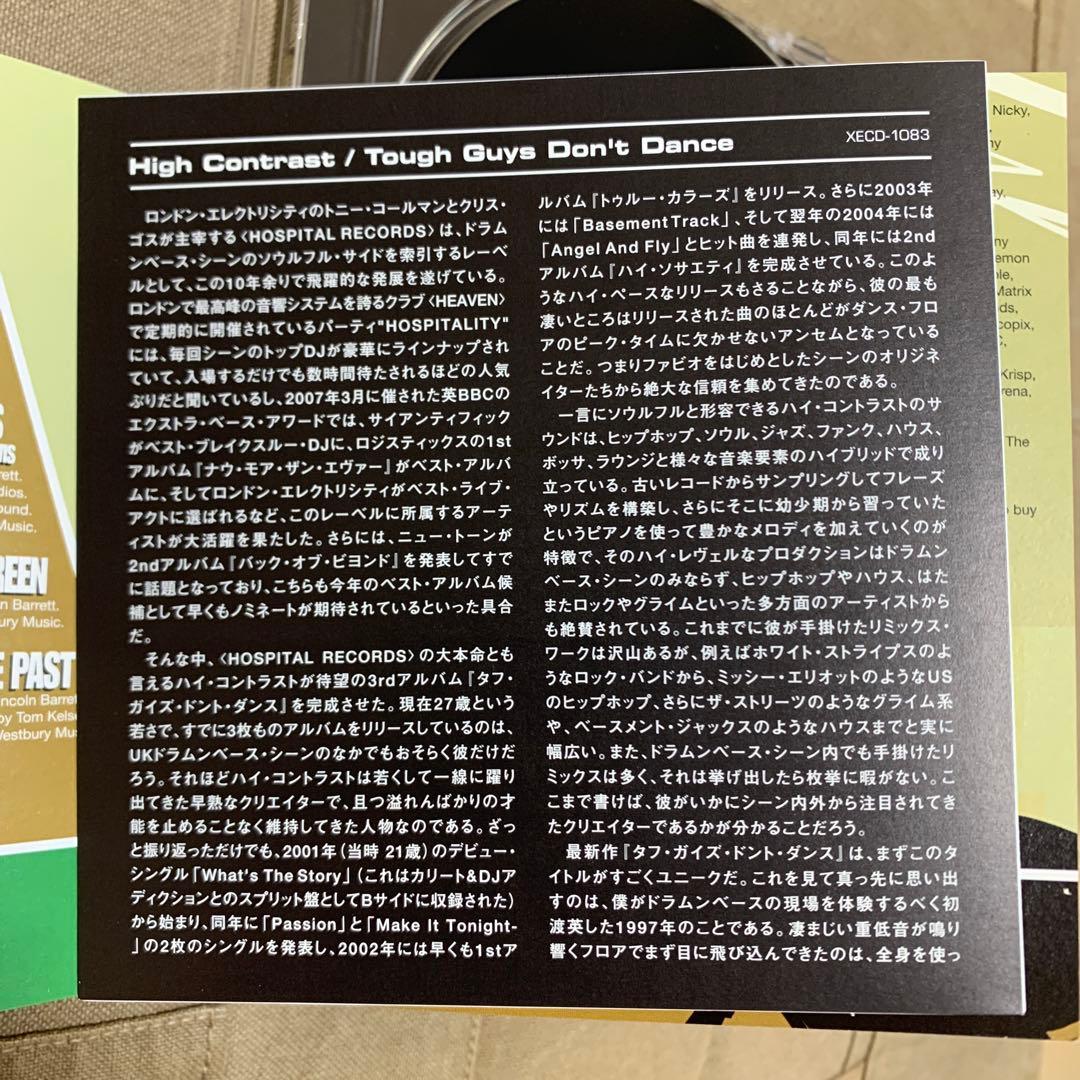 High Contrast / Tough Guys Don't Dance
XECD-1083
ロンドン・エレクトリシティのトニー・コールマンとクリス・
ゴスが主宰する〈HOSPITAL RECORDS〉は、ドラム
ンベース・シーンのソウルフル・サイドを索引するレーベ
ルとして、この10年余りで飛躍的な発展を遂げている。
ロンドンで最高峰の音響システムを誇るクラブ〈HEAVEN〉
で定期的に開催されているパーティ"HOSPITALITY"
には、毎回シーンのトップDJが豪華にラインナップされ
ていて、入場するだけでも数時間待たされるほどの人気
ぶりだと聞いているし、2007年3月に催された英BBCの
エクストラ・ベース・アワードでは、サイアンティフィック
がベスト・ブレイクスルー・DJに、ロジスティックスの1st
アルバム『ナウ・モア・ザン・エヴァー』がベスト・アルバ
ムに、そしてロンドン・エレクトリシティがベスト・ライブ・
アクトに選ばれるなど、このレーベルに所属するアーテ
ィストが大活躍を果たした。さらには、ニュー・トーンが
2ndアルバム『バック・オブ・ビヨンド』を発表してすで
に話題となっており、こちらも今年のベスト・アルバム候
補として早くもノミネートが期待されているといった具合
だ。
そんな中、〈HOSPITAL RECORDS〉の大本命とも
言えるハイ・コントラストが待望の3rdアルバム『タフ・
ガイズ・ドント・ダンス』を完成させた。現在27歳という
若さで、すでに3枚ものアルバムをリリースしているのは、
UKドラムンベース・シーンのなかでもおそらく彼だけだ
ろう。それほどハイ・コントラストは若くして一線に躍り
出てきた早熟なクリエイターで、且つ溢れんばかりの才
能を止めることなく維持してきた人物なのである。ざっ
と振り返っただけでも、2001年(当時 21歳)のデビュー・
シングル「What's The Story」(これはカリート&DJア
ディクションとのスプリット盤としてBサイドに収録された)
から始まり、同年に「Passion」と「Make It Tonight-
」の2枚のシングルを発表し、2002年には早くも1stア
ルバム『トゥルー・カラーズ』をリリース。さらに2003年
には「Basement Track」、そして翌年の2004年には
「Angel And Fly」とヒット曲を連発し、同年には2nd
アルバム『ハイ・ソサエティ』を完成させている。このよ
うなハイ・ペースなリリースもさることながら、彼の最も
凄いところはリリースされた曲のほとんどがダンス・フロ
アのピーク・タイムに欠かせないアンセムとなっている
ことだ。つまりファビオをはじめとしたシーンのオリジネ
イターたちから絶大な信頼を集めてきたのである。
一言にソウルフルと形容できるハイ・コントラストのサ
ウンドは、ヒップホップ、ソウル、ジャズ、ファンク、ハウス、
ボッサ、ラウンジと様々な音楽要素のハイブリッドで成り
立っている。古いレコードからサンプリングしてフレーズ
やリズムを構築し、さらにそこに幼少期から習っていた
というピアノを使って豊かなメロディを加えていくのが
特徴で、そのハイ・レヴェルなプロダクションはドラムン
ベース・シーンのみならず、ヒップホップやハウス、はた
またロックやグライムといった多方面のアーティストから
も絶賛されている。これまでに彼が手掛けたリミックス・
ワークは沢山あるが、例えばホワイト・ストライプスのよ
うなロック・バンドから、ミッシー・エリオットのようなUS
のヒップホップ、さらにザ・ストリーツのようなグライム系
や、ベースメント・ジャックスのようなハウスまでと実に
幅広い。また、ドラムンベース・シーン内でも手掛けたリ
ミックスは多く、それは挙げ出したら枚挙に暇がない。こ
こまで書けば、彼がいかにシーン内外から注目されてき
たクリエイターであるかが分かることだろう。
最新作『タフ・ガイズ・ドント・ダンス』は、まずこのタ
イトルがすごくユニークだ。これを見て真っ先に思い出
すのは、僕がドラムンベースの現場を体験するべく初
渡英した1997年のことである。凄まじい重低音が鳴り
響くフロアでまず目に飛び込んできたのは、全身を使っ
rett.
dios.
ound.
Music.
REEN
n Barrett.
bury Music.
E PAST
incoln Barret
by Tom Kels
Westbury Mu
Nicky,
Matrix
ds,
copix,
Krisp,
rena,
The
buy